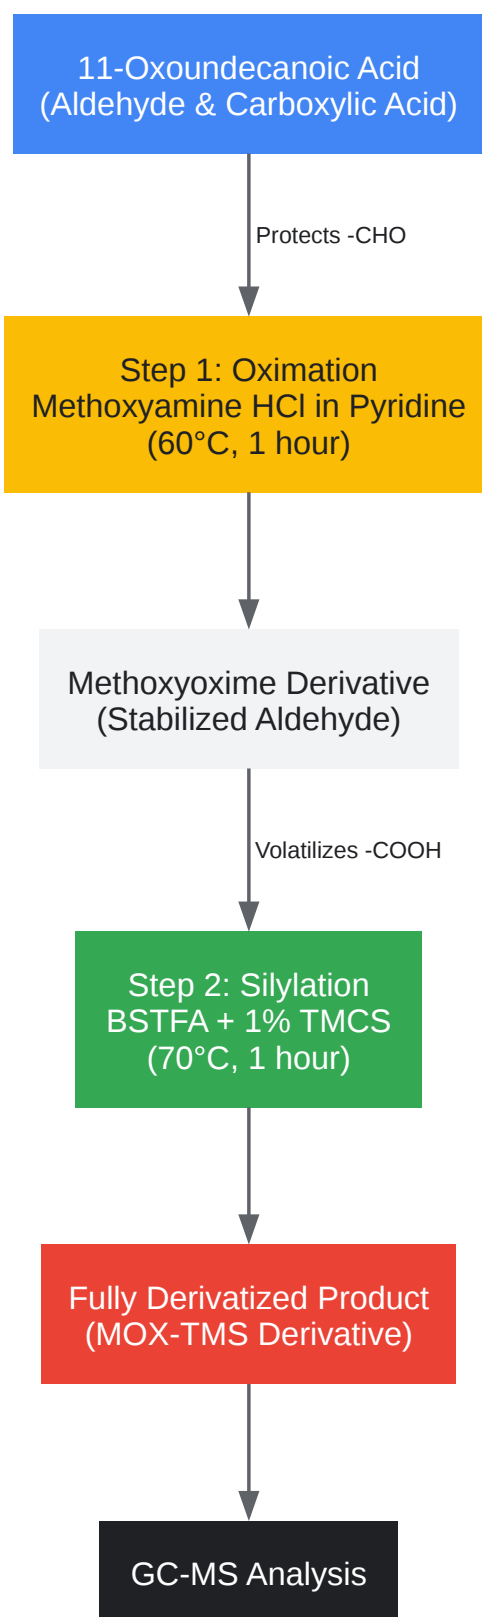 11-Oxoundecanoic Acid
(Aldehyde & Carboxylic Acid)
Protects -CHO
Step 1: Oximation
Methoxyamine HCl in Pyridine
(60°C, 1 hour)
Methoxyoxime Derivative
(Stabilized Aldehyde)
Volatilizes -COOH
Step 2: Silylation
BSTFA + 1% TMCS
(70°C, 1 hour)
Fully Derivatized Product
(MOX-TMS Derivative)
GC-MS Analysis